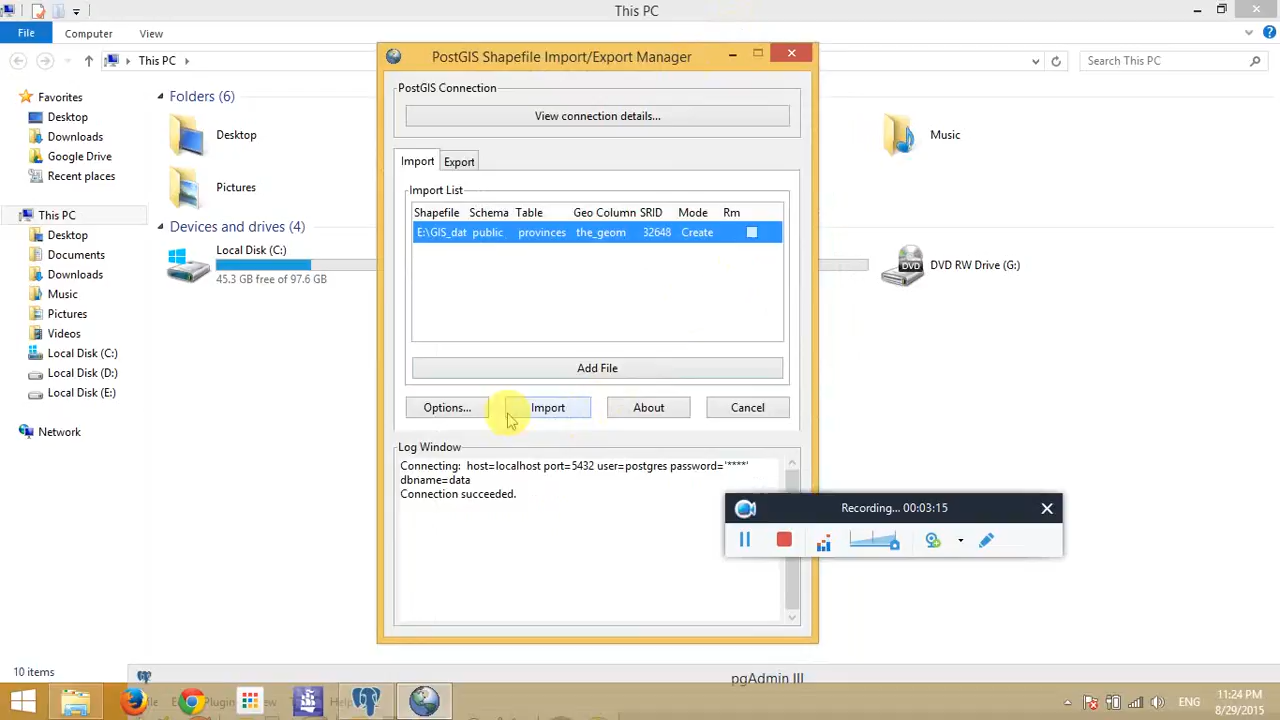 This PC
File
Computer
View
This PC
Search This PC
Favorites
Desktop
Downloads
Google Drive
Recent places
This PC
Desktop
Documents
Downloads
Music
Pictures
Videos
Local Disk (C:)
Local Disk (D:)
Local Disk (E:)
Network
Folders (6)
Desktop
Pictures
Music
Devices and drives (4)
Local Disk (C:)
45.3 GB free of 97.6 GB
DVD RW Drive (G:)
DVD
PostGIS Shapefile Import/Export Manager
PostGIS Connection
View connection details...
Import
Export
Import List
Shapefile Schema Table Geo Column SRID Mode Rm
E:\GIS_dat public provinces the_geom 32648 Create
Add File
Options...
Import
About
Cancel
Log Window
Connecting: host=localhost port=5432 user=postgres password='****'
dbname=data
Connection succeeded.
Recording... 00:03:15
10 items
pgAdmin III
Plugin
ENG
11:24 PM
8/29/2015